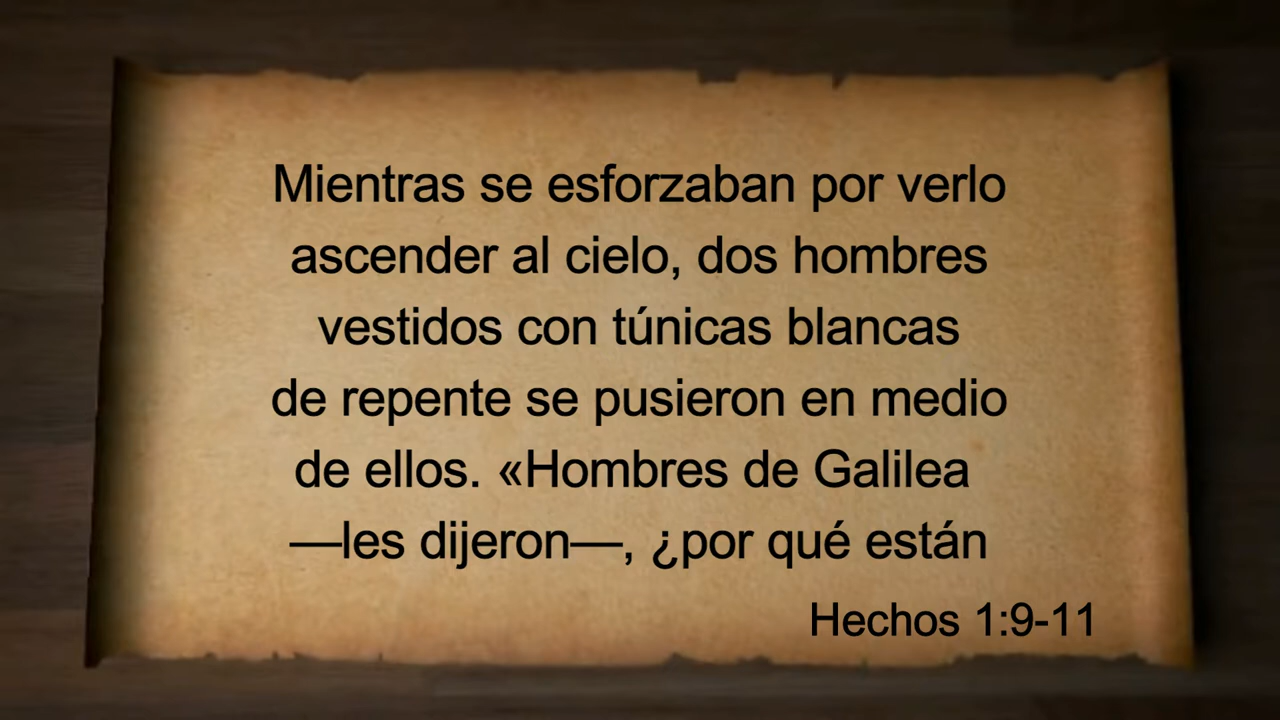 Mientras se esforzaban por verlo
ascender al cielo, dos hombres
vestidos con túnicas blancas
de repente se pusieron en medio
de ellos. «Hombres de Galilea
—les dijeron—, ¿por qué están
Hechos 1:9-11